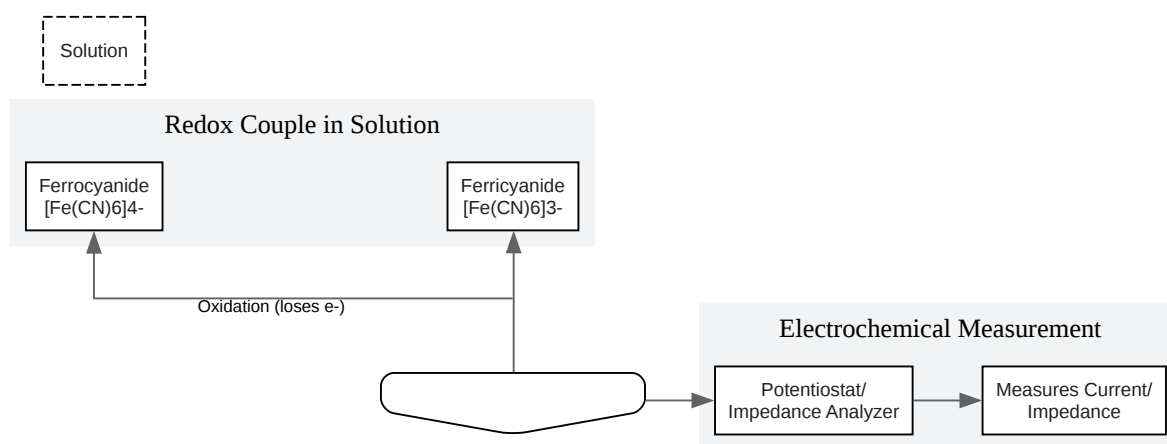 Solution
Redox Couple in Solution
Ferrocyanide
[Fe(CN)6]4-
Ferricyanide
[Fe(CN)6]3-
Oxidation (loses e-)
Electrochemical Measurement
Potentiostat/
Impedance Analyzer
Measures Current/
Impedance